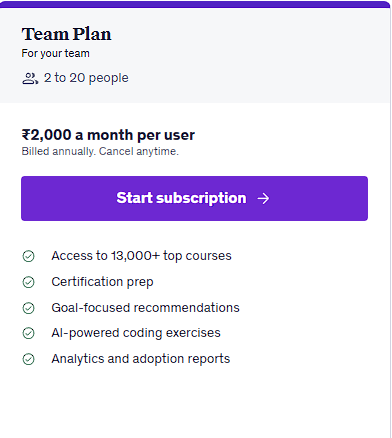 Team Plan
For your team
2 to 20 people
₹2,000 a month per user
Billed annually. Cancel anytime.
Start subscription →
Access to 13,000+ top courses
Certification prep
Goal-focused recommendations
AI-powered coding exercises
Analytics and adoption reports